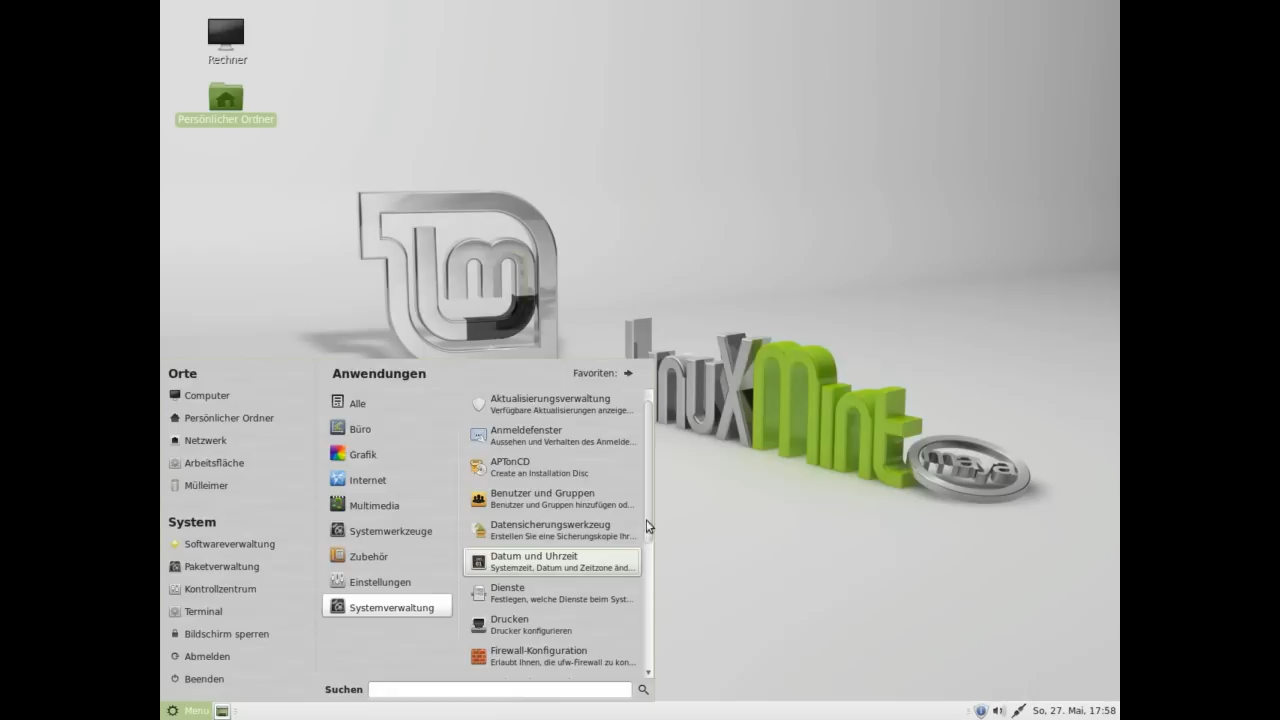 Rechner
Persönlicher Ordner
Linux Mint
maya
Orte
Computer
Persönlicher Ordner
Netzwerk
Arbeitsfläche
Mülleimer
System
Softwareverwaltung
Paketverwaltung
Kontrollzentrum
Terminal
Bildschirm sperren
Abmelden
Beenden
Anwendungen
Favoriten:
Alle
Büro
Grafik
Internet
Multimedia
Systemwerkzeuge
Zubehör
Einstellungen
Systemverwaltung
Aktualisierungsverwaltung
Verfügbare Aktualisierungen anzeige...
Anmeldefenster
Aussehen und Verhalten des Anmelde...
APTonCD
Create an Installation Disc
Benutzer und Gruppen
Benutzer und Gruppen hinzufügen od...
Datensicherungswerkzeug
Erstellen Sie eine Sicherungskopie Ihr...
Datum und Uhrzeit
Systemzeit, Datum und Zeitzone änd...
Dienste
Festlegen, welche Dienste beim Syst...
Drucken
Drucker konfigurieren
Firewall-Konfiguration
Erlaubt Ihnen, die ufw-Firewall zu kon...
Suchen
Menu
So, 27. Mai, 17:58